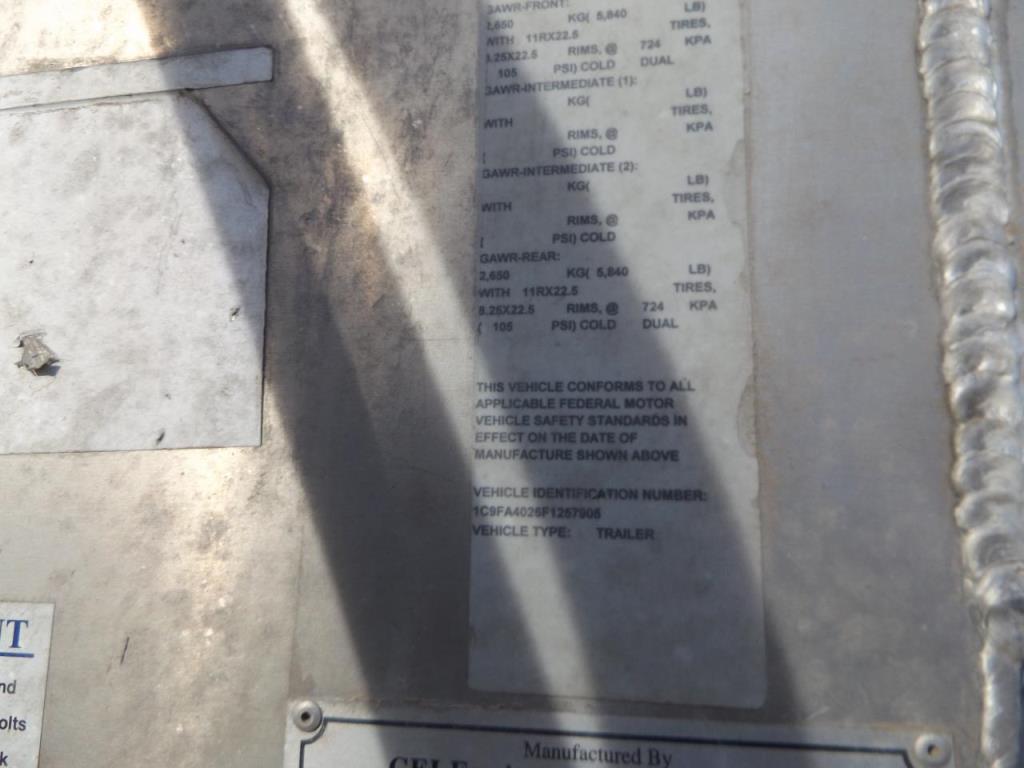 GAWR-FRONT:
2,650 KG( 5,840 LB)
WITH 11RX22.5 TIRES,
8.25X22.5 RIMS, @ 724 KPA
( 105 PSI) COLD DUAL
GAWR-INTERMEDIATE (1):
KG( LB)
WITH TIRES,
RIMS, @ KPA
( PSI) COLD
GAWR-INTERMEDIATE (2):
KG( LB)
WITH TIRES,
RIMS, @ KPA
( PSI) COLD
GAWR-REAR:
2,650 KG( 5,840 LB)
WITH 11RX22.5 TIRES,
8.25X22.5 RIMS, @ 724 KPA
( 105 PSI) COLD DUAL
THIS VEHICLE CONFORMS TO ALL
APPLICABLE FEDERAL MOTOR
VEHICLE SAFETY STANDARDS IN
EFFECT ON THE DATE OF
MANUFACTURE SHOWN ABOVE
VEHICLE IDENTIFICATION NUMBER:
1C9FA4026F1257905
VEHICLE TYPE: TRAILER
NT
nd
olts
k
Manufactured By